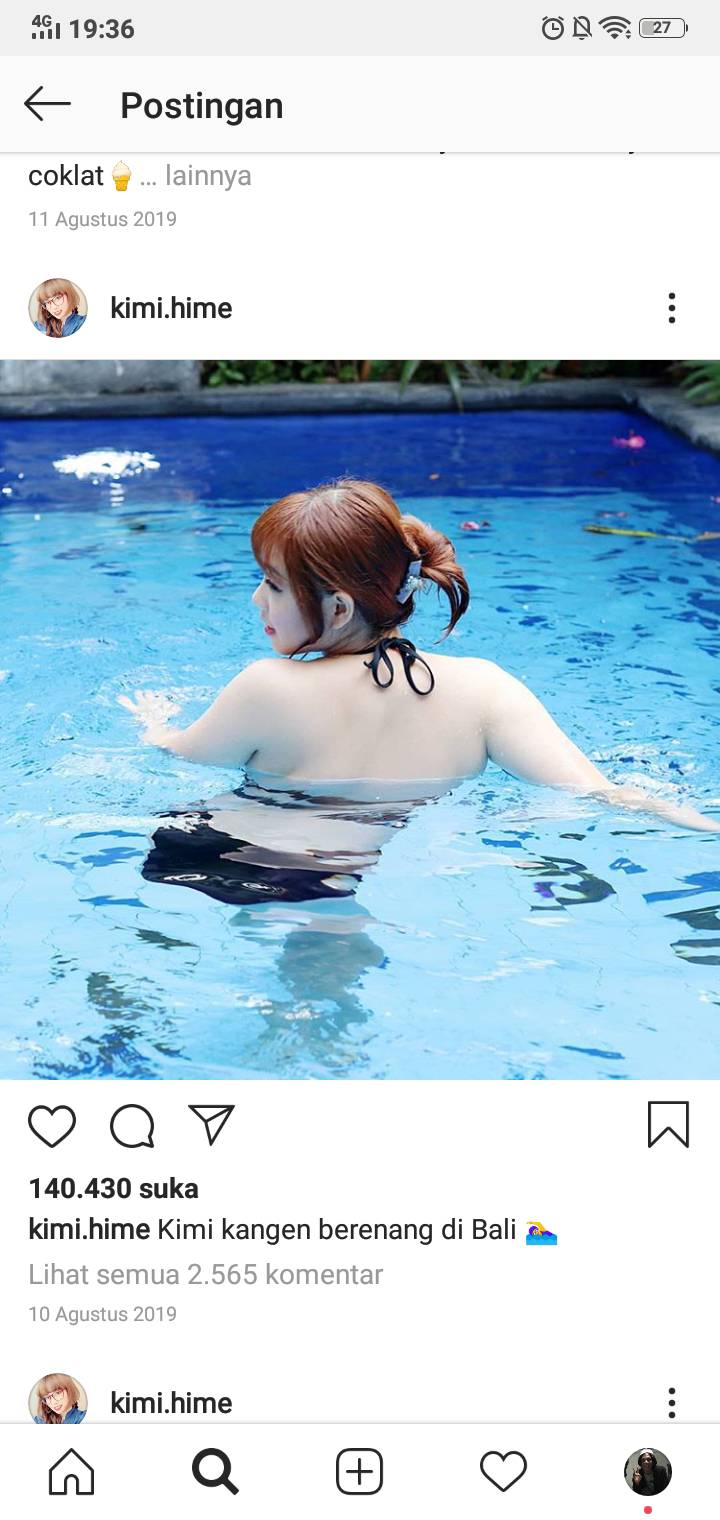 4G 19:36 27
Postingan
coklat🍦... lainnya
11 Agustus 2019
kimi.hime
140.430 suka
kimi.hime Kimi kangen berenang di Bali 🏊‍♀️
Lihat semua 2.565 komentar
10 Agustus 2019
kimi.hime